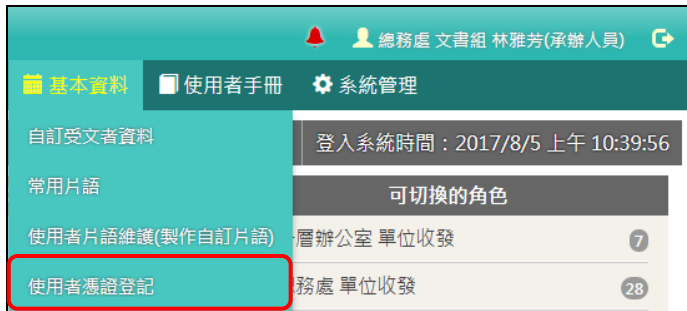 總務處 文書組 林雅芳(承辦人員)
基本資料 使用者手冊 系統管理
自訂受文者資料
登入系統時間：2017/8/5 上午 10:39:56
常用片語
可切換的角色
使用者片語維護(製作自訂片語)
層辦公室 單位收發 7
使用者憑證登記
務處 單位收發 28